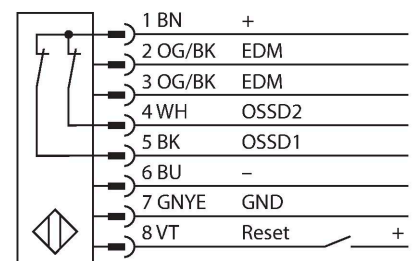 1 BN +
2 OG/BK EDM
3 OG/BK EDM
4 WH OSSD2
5 BK OSSD1
6 BU –
7 GNYE GND
8 VT Reset +